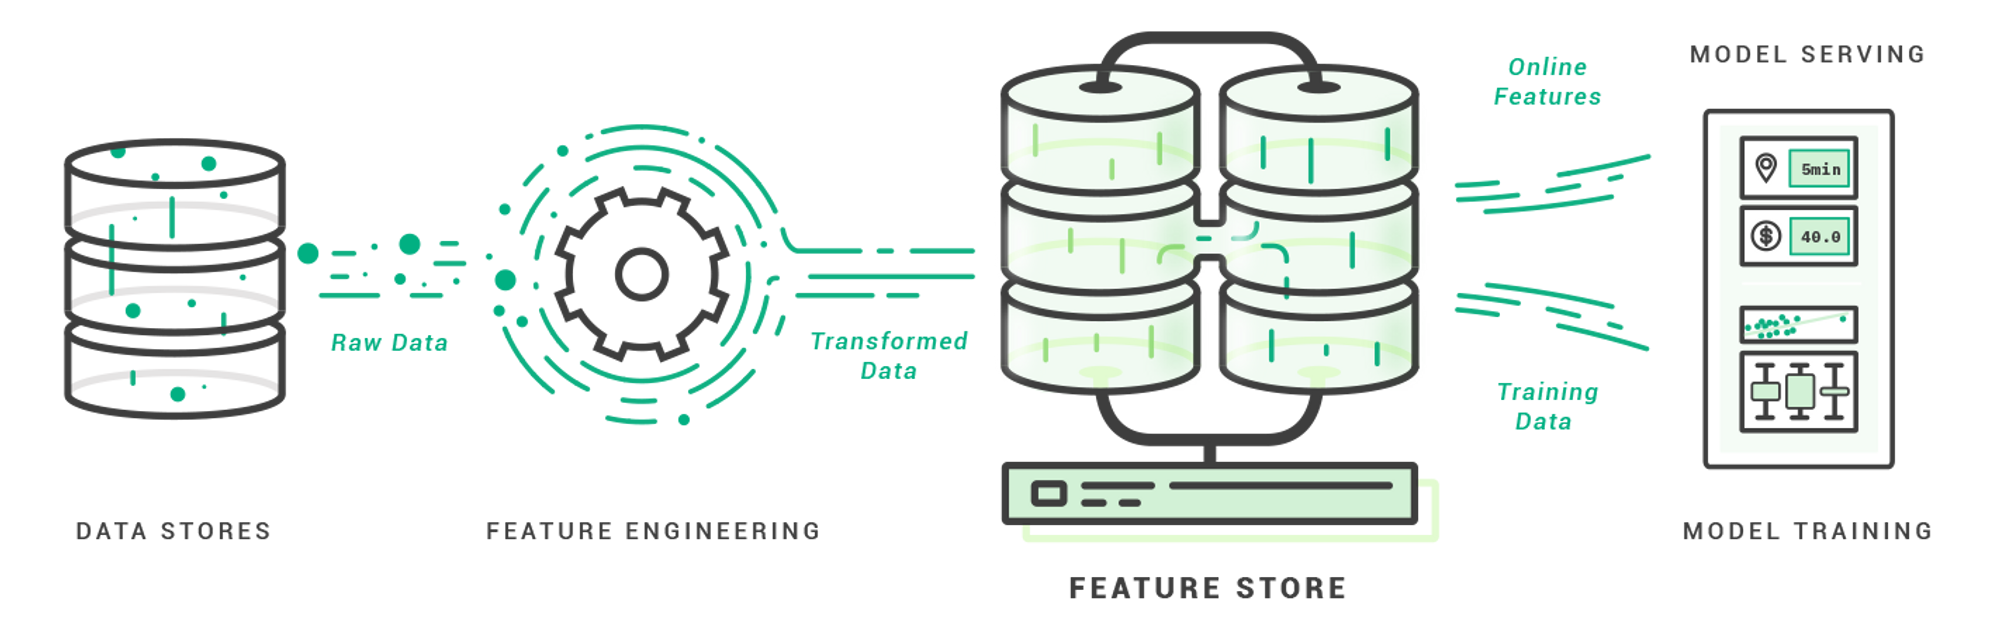 DATA STORES
Raw Data
FEATURE ENGINEERING
Transformed
Data
FEATURE STORE
Online
Features
Training
Data
MODEL SERVING
5min
$
40.0
MODEL TRAINING